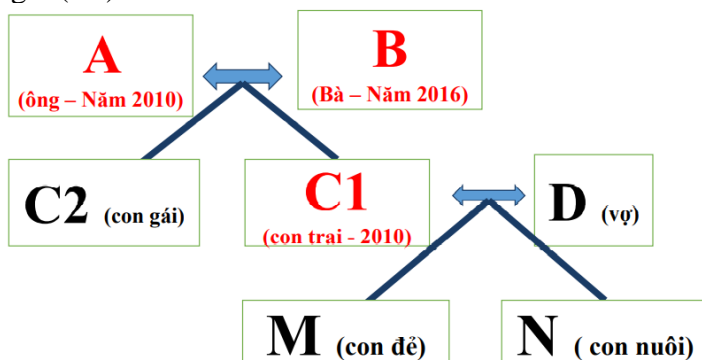 A
(ông – Năm 2010)
B
(Bà – Năm 2016)
C2 (con gái)
C1
(con trai - 2010)
D (vợ)
M (con đẻ)
N ( con nuôi)